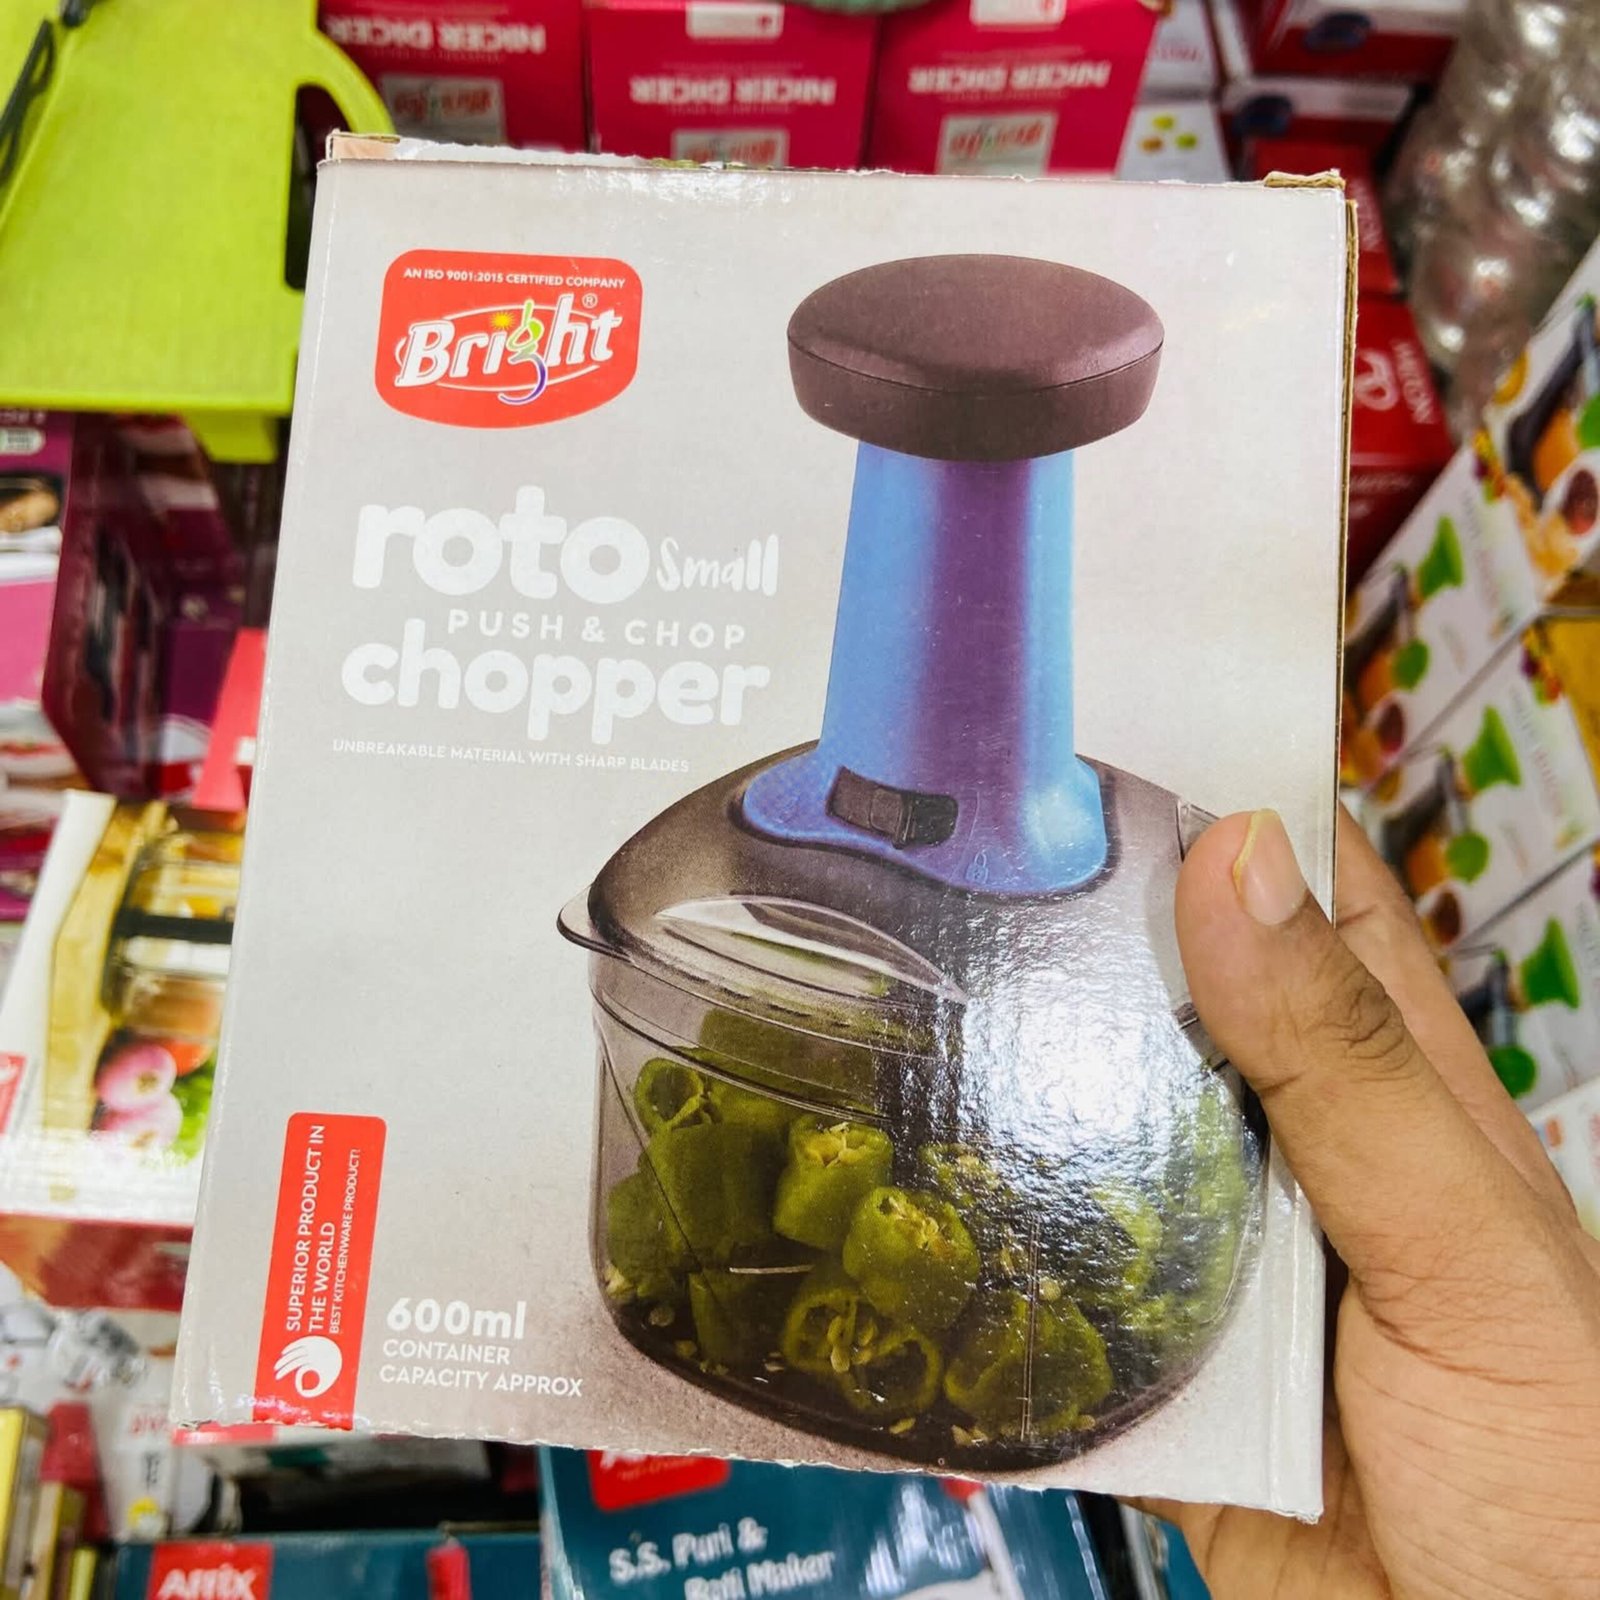 NICER DICER
NICER DICER
NICER DICER
AN ISO 9001:2015 CERTIFIED COMPANY
Bright®
roto Small
PUSH & CHOP
chopper
UNBREAKABLE MATERIAL WITH SHARP BLADES
SUPERIOR PRODUCT IN
THE WORLD
BEST KITCHENWARE PRODUCT!
600ml
CONTAINER
CAPACITY APPROX
S.S. Puri &
Roti Maker